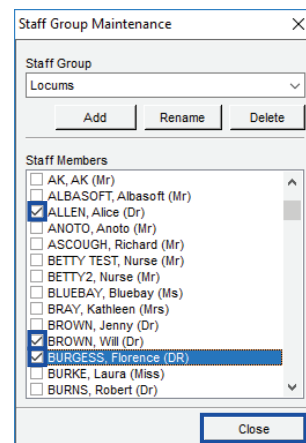 Staff Group Maintenance
Staff Group
Locums
Add Rename Delete
Staff Members
AK, AK (Mr)
ALBASOFT, Albasoft (Mr)
ALLEN, Alice (Dr)
ANOTO, Anoto (Mr)
ASCOUGH, Richard (Mr)
BETTY TEST, Nurse (Mr)
BETTY2, Nurse (Mr)
BLUEBAY, Bluebay (Ms)
BRAY, Kathleen (Mrs)
BROWN, Jenny (Dr)
BROWN, Will (Dr)
BURGESS, Florence (DR)
BURKE, Laura (Miss)
BURNS, Robert (Dr)
Close